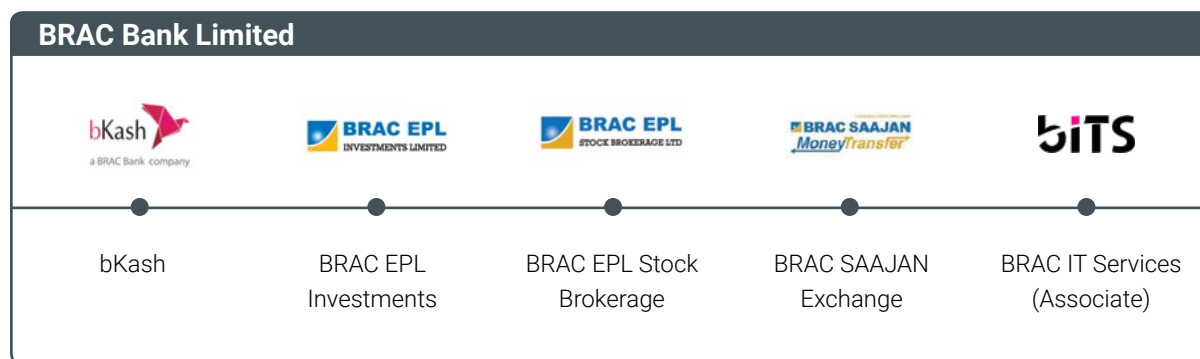 BRAC Bank Limited
bKash
a BRAC Bank company
BRAC EPL
INVESTMENTS LIMITED
BRAC EPL
STOCK BROKERAGE LTD
BRAC SAAJAN
MoneyTransfer
biTS
bKash
BRAC EPL
Investments
BRAC EPL Stock
Brokerage
BRAC SAAJAN
Exchange
BRAC IT Services
(Associate)